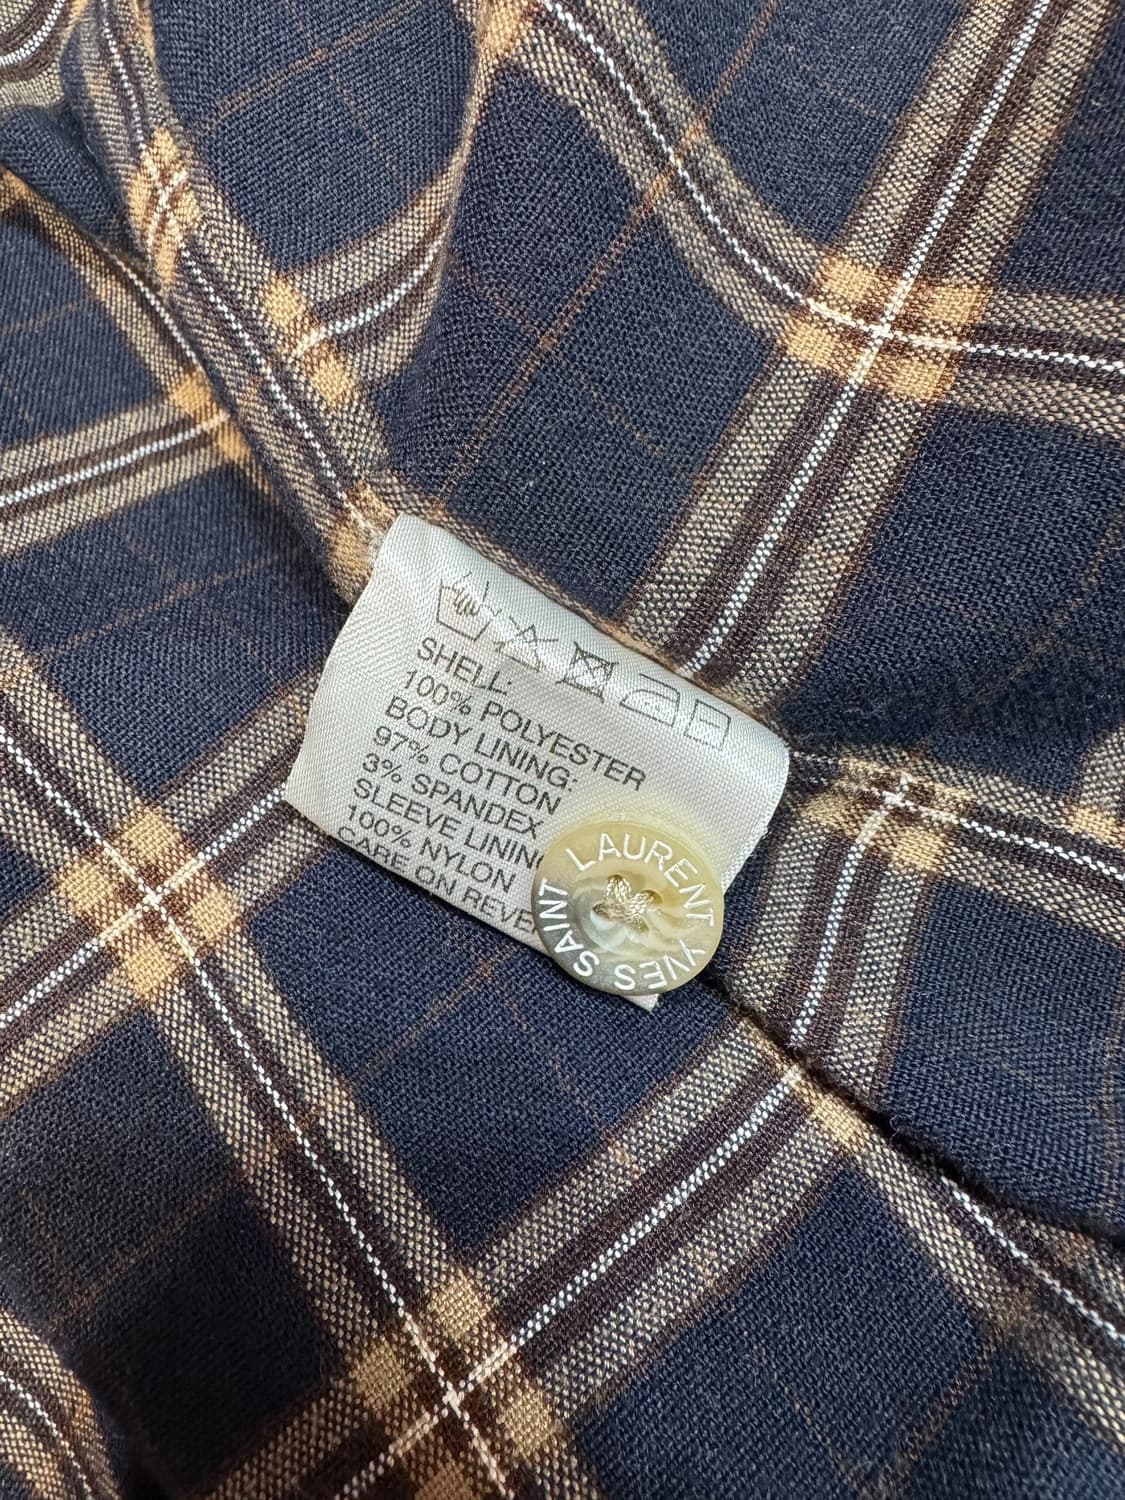 SHELL:
100% POLYESTER
BODY LINING:
97% COTTON
3% SPANDEX
SLEEVE LINING
100% NYLON
CARE ON REVE
YVES SAINT LAURENT